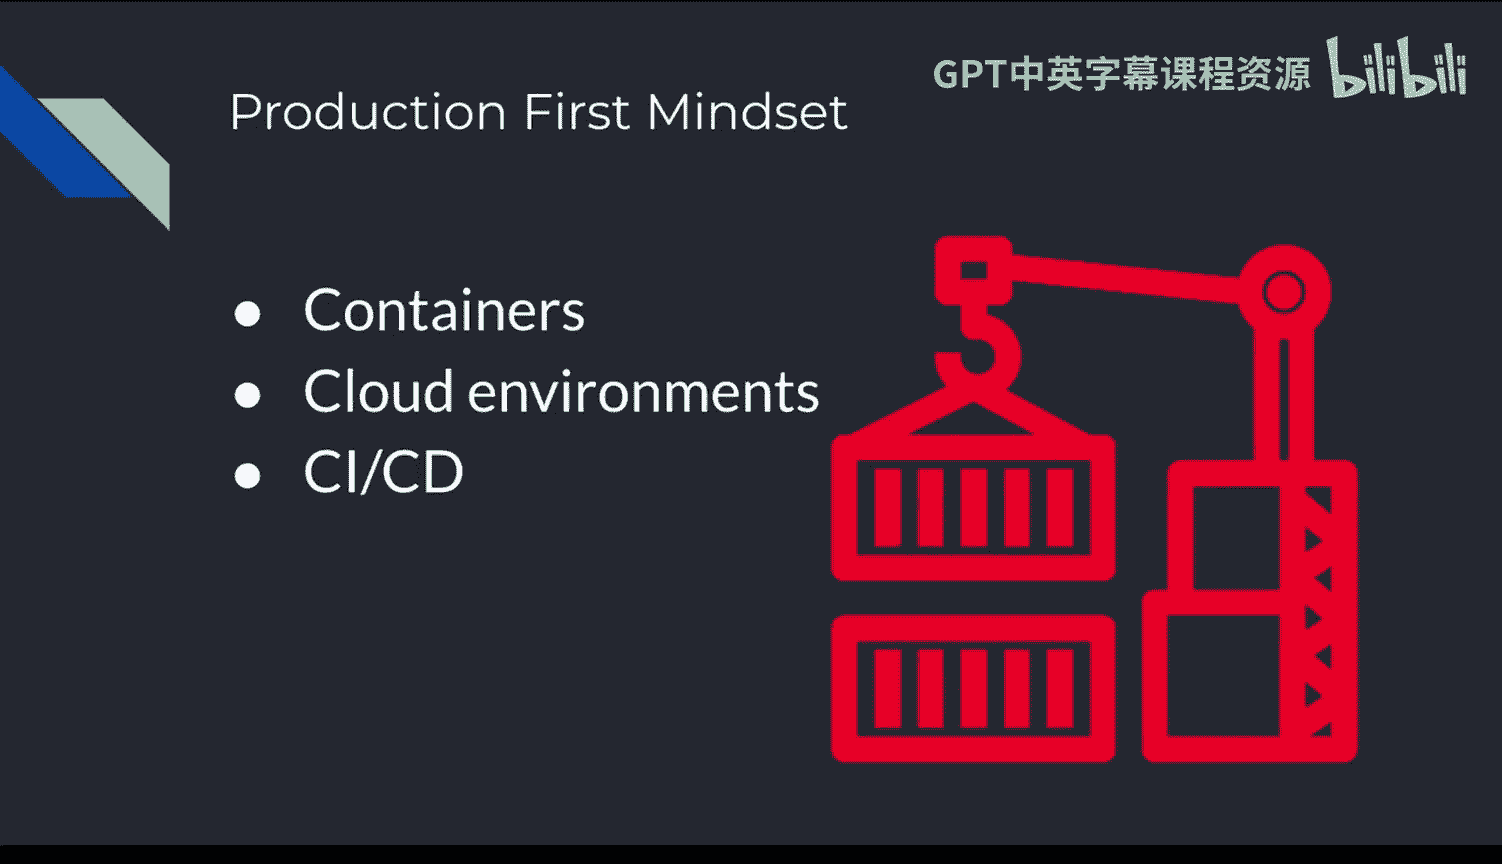 GPT中英字幕课程资源 bilibili
Production First Mindset
● Containers
● Cloud environments
● CI/CD